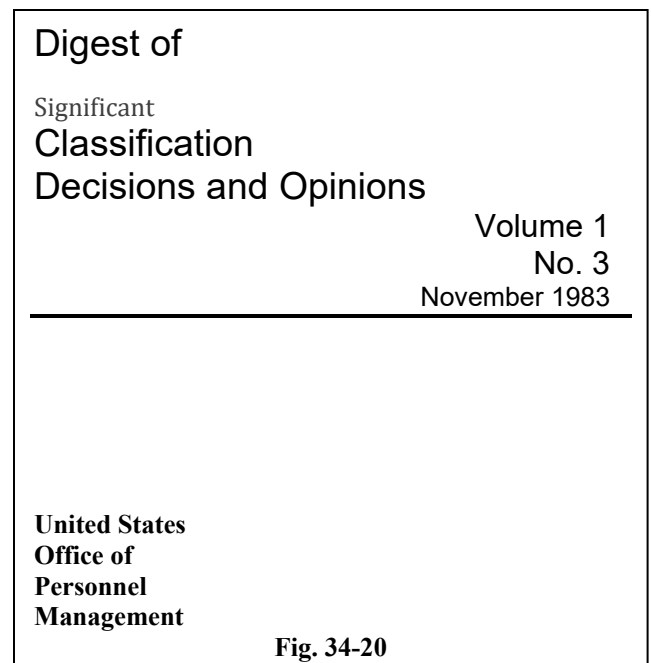 Digest of
Significant
Classification
Decisions and Opinions
Volume 1
No. 3
November 1983
United States
Office of
Personnel
Management
Fig. 34-20